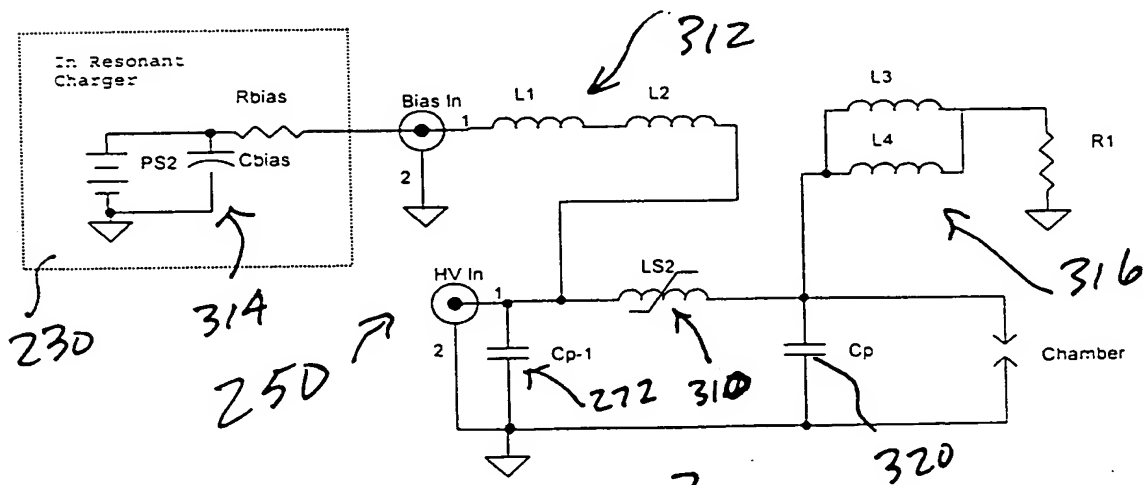 312
In Resonant
Charger
Rbias
Bias In
1
L1
L2
L3
L4
R1
PS2
Cbias
2
314
230
HV In
1
LS2
316
250
2
Cp-1
272
310
Cp
Chamber
320